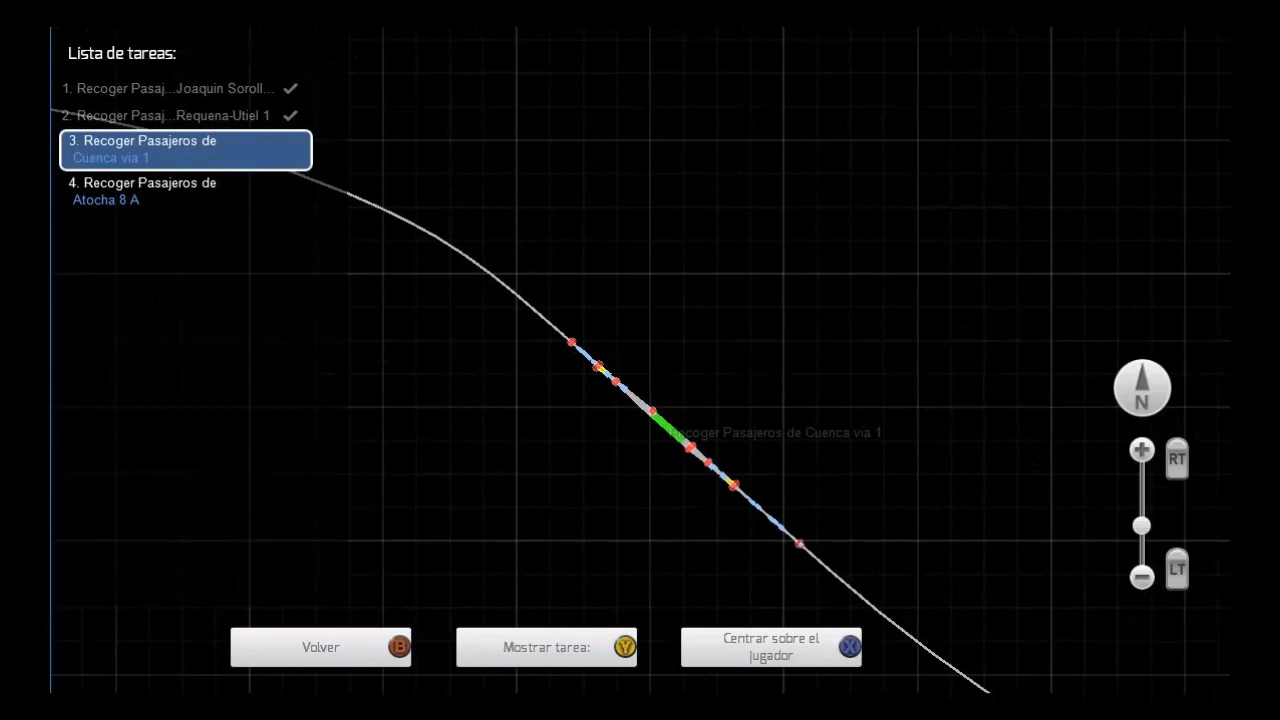 Lista de tareas:
1. Recoger Pasaj...Joaquin Soroll...
2. Recoger Pasaj...Requena-Utiel 1
3. Recoger Pasajeros de
Cuenca via 1
4. Recoger Pasajeros de
Atocha 8 A
Recoger Pasajeros de Cuenca via 1
N
RT
LT
Volver B
Mostrar tarea: Y
Centrar sobre el
jugador X